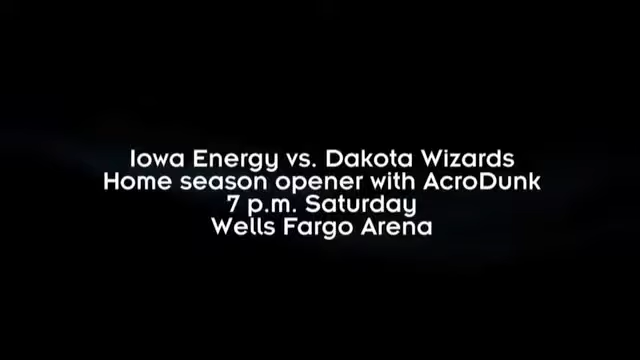 Iowa Energy vs. Dakota Wizards
Home season opener with AcroDunk
7 p.m. Saturday
Wells Fargo Arena